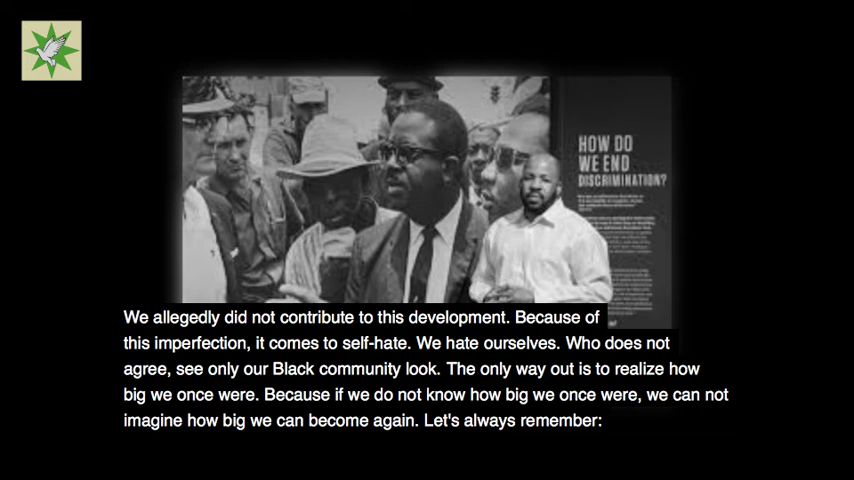 HOW DO
WE END
DISCRIMINATION?
We allegedly did not contribute to this development. Because of
this imperfection, it comes to self-hate. We hate ourselves. Who does not
agree, see only our Black community look. The only way out is to realize how
big we once were. Because if we do not know how big we once were, we can not
imagine how big we can become again. Let's always remember: